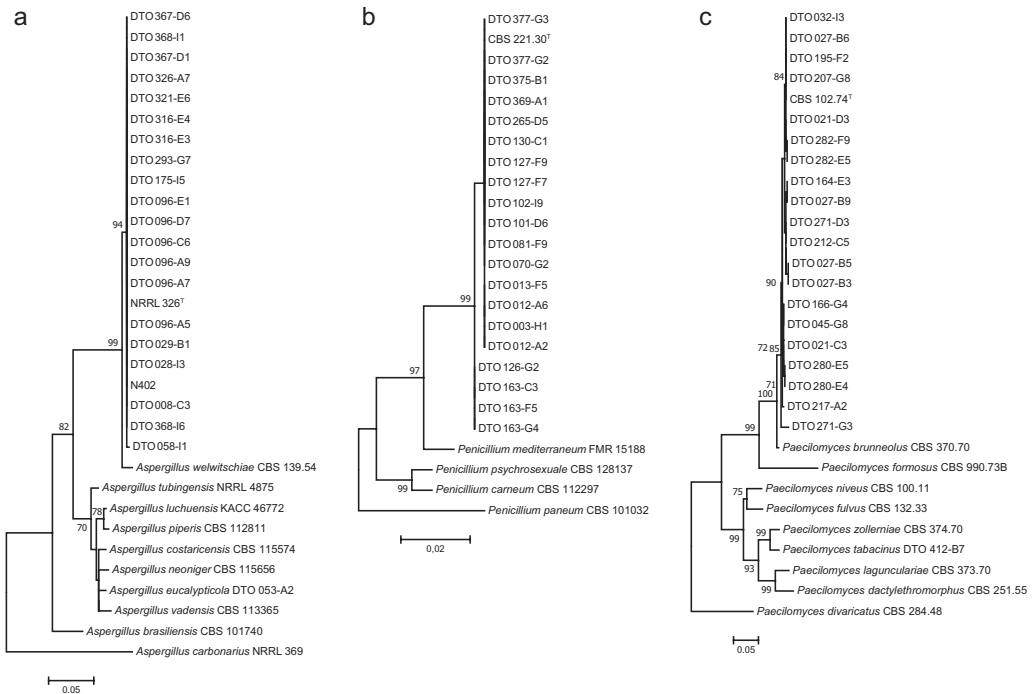 a
DTO 367-D6
DTO 368-I1
DTO 367-D1
DTO 326-A7
DTO 321-E6
DTO 316-E4
DTO 316-E3
DTO 293-G7
DTO 175-I5
DTO 096-E1
DTO 096-D7
94
DTO 096-C6
DTO 096-A9
DTO 096-A7
NRRL 326ᵀ
DTO 096-A5
DTO 029-B1
99
DTO 028-I3
N402
DTO 008-C3
82
DTO 368-I6
DTO 058-I1
Aspergillus welwitschiae CBS 139.54
Aspergillus tubingensis NRRL 4875
78
Aspergillus luchuensis KACC 46772
70
Aspergillus piperis CBS 112811
Aspergillus costaricensis CBS 115574
Aspergillus neoniger CBS 115656
Aspergillus eucalypticola DTO 053-A2
Aspergillus vadensis CBS 113365
Aspergillus brasiliensis CBS 101740
Aspergillus carbonarius NRRL 369
0.05
b
DTO 377-G3
CBS 221.30ᵀ
DTO 377-G2
DTO 375-B1
DTO 369-A1
DTO 265-D5
DTO 130-C1
DTO 127-F9
DTO 127-F7
DTO 102-I9
DTO 101-D6
DTO 081-F9
DTO 070-G2
DTO 013-F5
99
DTO 012-A6
DTO 003-H1
DTO 012-A2
DTO 126-G2
97
DTO 163-C3
DTO 163-F5
DTO 163-G4
Penicillium mediterraneum FMR 15188
Penicillium psychrosexuale CBS 128137
99
Penicillium carneum CBS 112297
Penicillium paneum CBS 101032
0,02
c
DTO 032-I3
DTO 027-B6
DTO 195-F2
84
DTO 207-G8
CBS 102.74ᵀ
DTO 021-D3
DTO 282-F9
DTO 282-E5
DTO 164-E3
DTO 027-B9
DTO 271-D3
DTO 212-C5
DTO 027-B5
90
DTO 027-B3
DTO 166-G4
DTO 045-G8
72
85
DTO 021-C3
DTO 280-E5
71
DTO 280-E4
100
DTO 217-A2
99
DTO 271-G3
Paecilomyces brunneolus CBS 370.70
Paecilomyces formosus CBS 990.73B
75
Paecilomyces niveus CBS 100.11
Paecilomyces fulvus CBS 132.33
99
99
Paecilomyces zollerniae CBS 374.70
Paecilomyces tabacinus DTO 412-B7
93
Paecilomyces lagunculariae CBS 373.70
99
Paecilomyces dactylethromorphus CBS 251.55
Paecilomyces divaricatus CBS 284.48
0.05